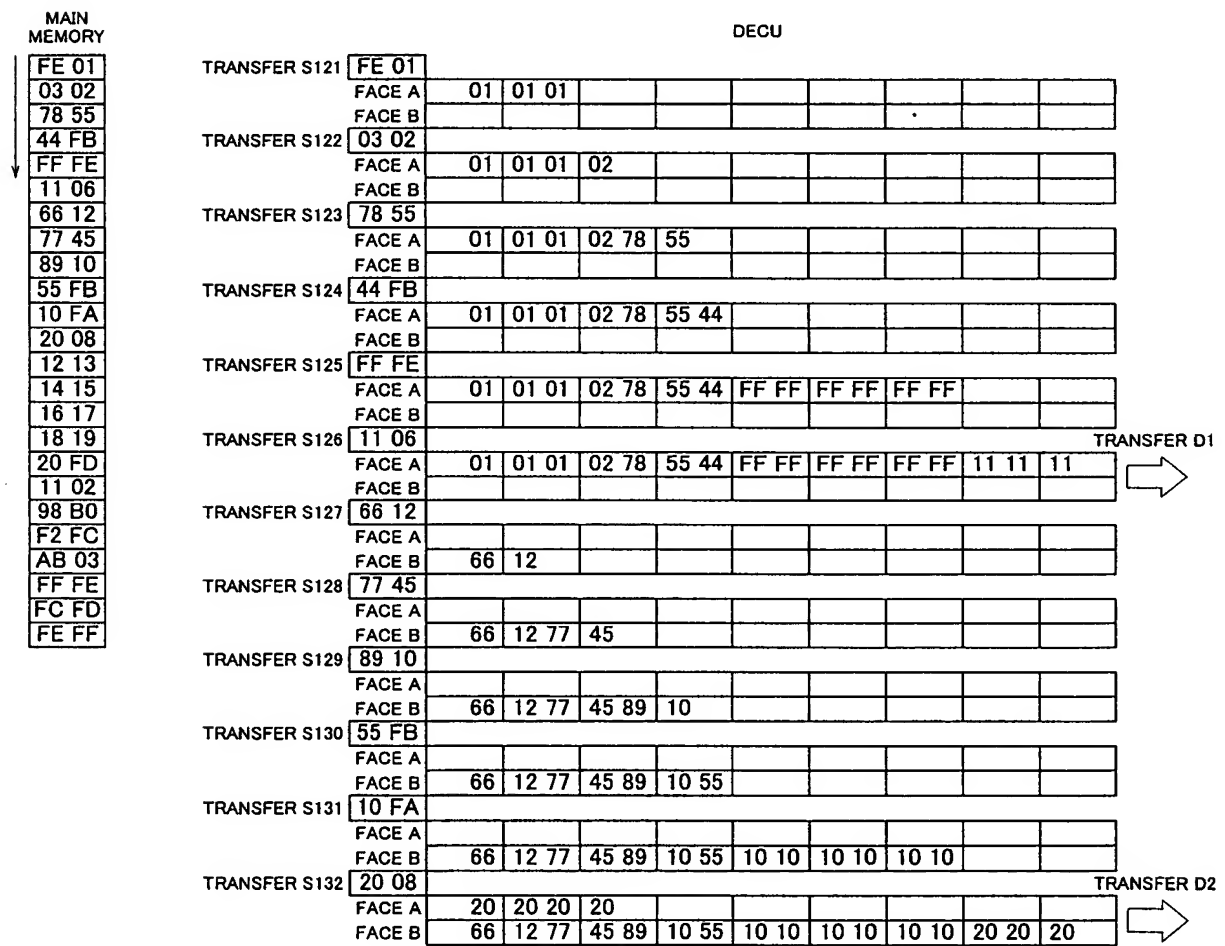 MAIN
MEMORY
FE 01
03 02
78 55
44 FB
FF FE
11 06
66 12
77 45
89 10
55 FB
10 FA
20 08
12 13
14 15
16 17
18 19
20 FD
11 02
98 B0
F2 FC
AB 03
FF FE
FC FD
FE FF
DECU
TRANSFER S121 FE 01
FACE A 01 01 01
FACE B
TRANSFER S122 03 02
FACE A 01 01 01 02
FACE B
TRANSFER S123 78 55
FACE A 01 01 01 02 78 55
FACE B
TRANSFER S124 44 FB
FACE A 01 01 01 02 78 55 44
FACE B
TRANSFER S125 FF FE
FACE A 01 01 01 02 78 55 44 FF FF FF FF FF FF
FACE B
TRANSFER S126 11 06 TRANSFER D1
FACE A 01 01 01 02 78 55 44 FF FF FF FF FF FF 11 11 11
FACE B
TRANSFER S127 66 12
FACE A
FACE B 66 12
TRANSFER S128 77 45
FACE A
FACE B 66 12 77 45
TRANSFER S129 89 10
FACE A
FACE B 66 12 77 45 89 10
TRANSFER S130 55 FB
FACE A
FACE B 66 12 77 45 89 10 55
TRANSFER S131 10 FA
FACE A
FACE B 66 12 77 45 89 10 55 10 10 10 10 10 10
TRANSFER S132 20 08 TRANSFER D2
FACE A 20 20 20 20
FACE B 66 12 77 45 89 10 55 10 10 10 10 10 10 20 20 20